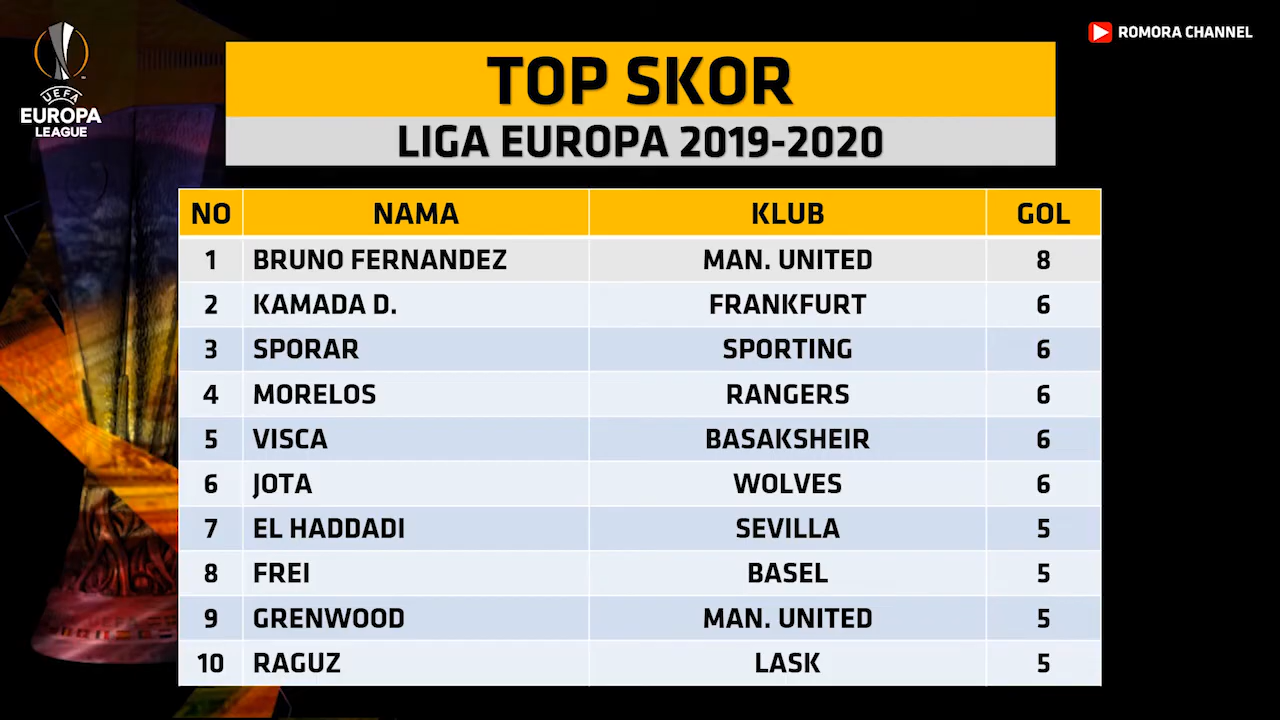 UEFA
EUROPA
LEAGUE
ROMORA CHANNEL
TOP SKOR
LIGA EUROPA 2019-2020
NO NAMA KLUB GOL
1 BRUNO FERNANDEZ MAN. UNITED 8
2 KAMADA D. FRANKFURT 6
3 SPORAR SPORTING 6
4 MORELOS RANGERS 6
5 VISCA BASAKSHEIR 6
6 JOTA WOLVES 6
7 EL HADDADI SEVILLA 5
8 FREI BASEL 5
9 GRENWOOD MAN. UNITED 5
10 RAGUZ LASK 5